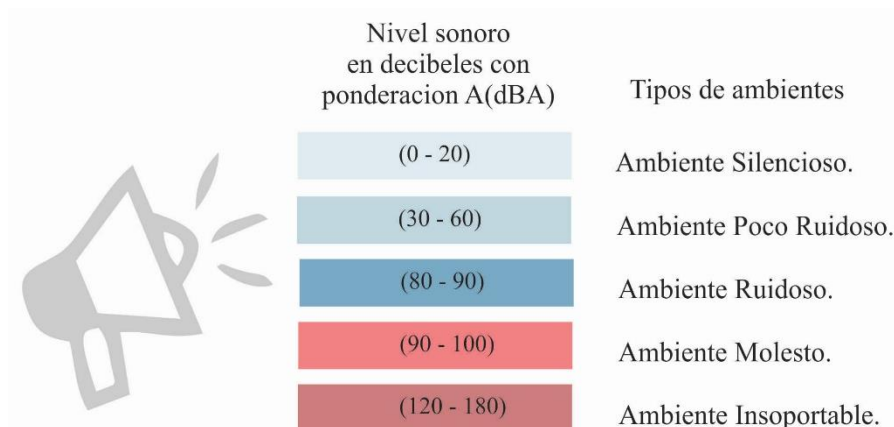 Nivel sonoro
en decibeles con
ponderacion A(dBA)
Tipos de ambientes
(0 - 20)
Ambiente Silencioso.
(30 - 60)
Ambiente Poco Ruidoso.
(80 - 90)
Ambiente Ruidoso.
(90 - 100)
Ambiente Molesto.
(120 - 180)
Ambiente Insoportable.